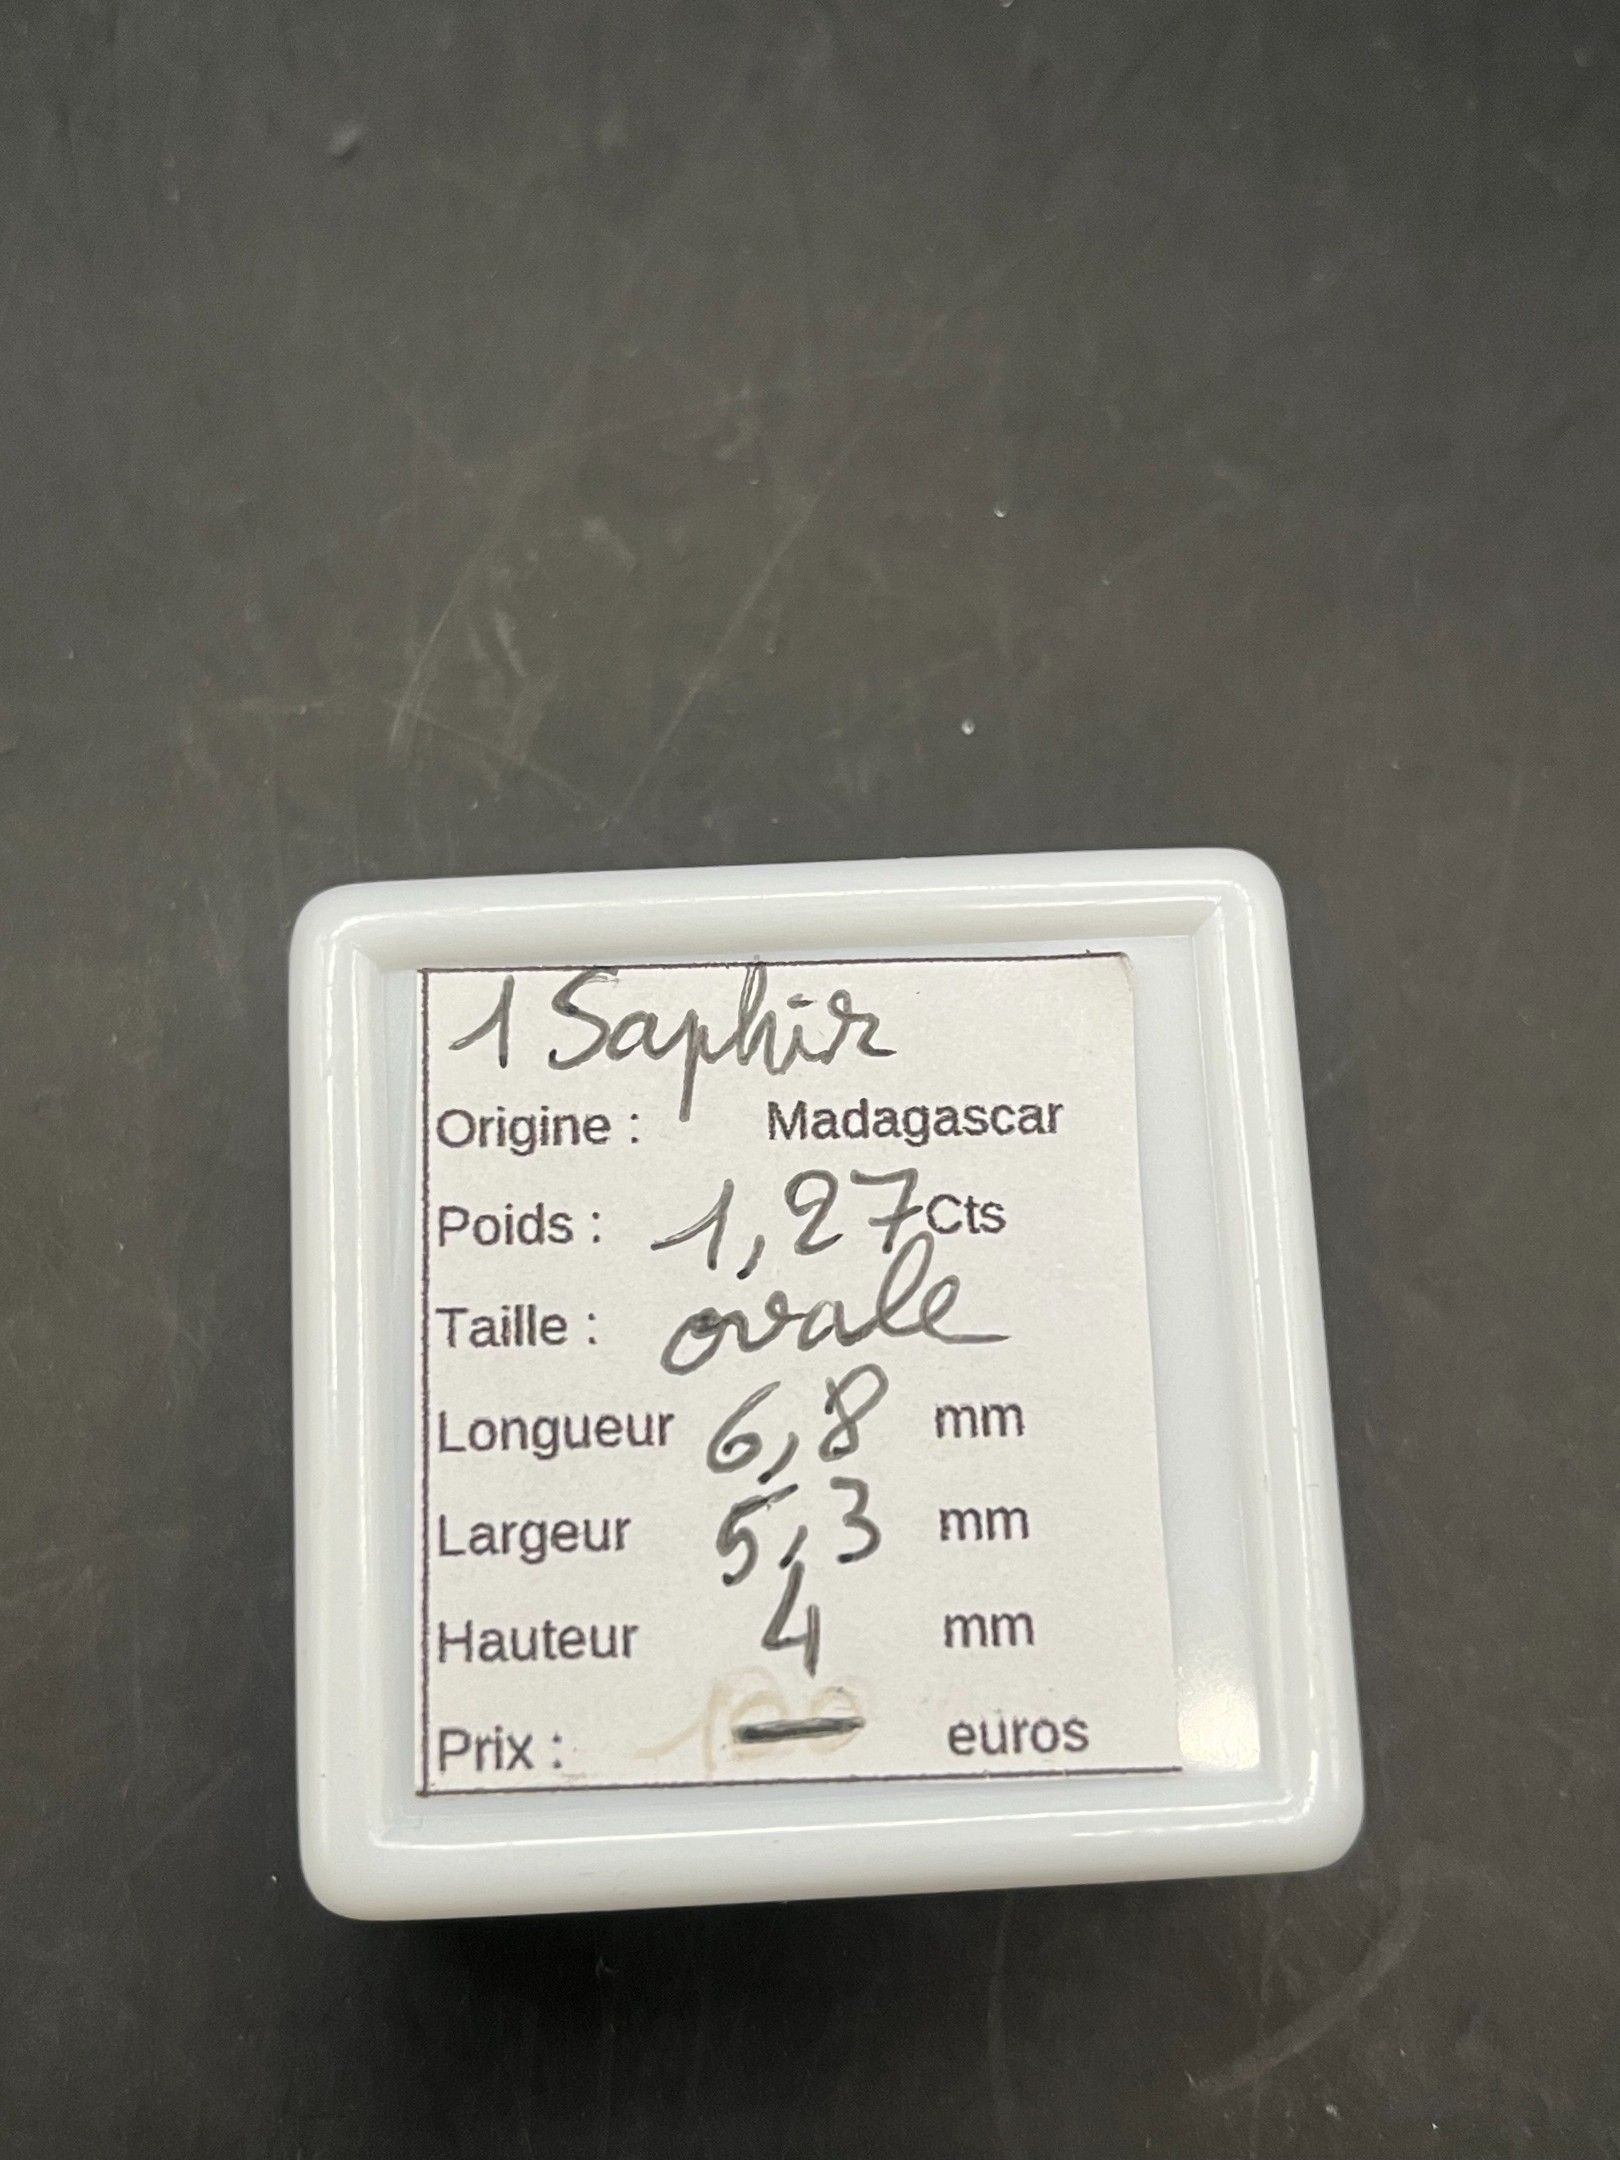 1 Saphir
Origine : Madagascar
Poids : 1,27 Cts
Taille : ovale
Longueur 6,8 mm
Largeur 5,3 mm
Hauteur 4 mm
Prix : — euros